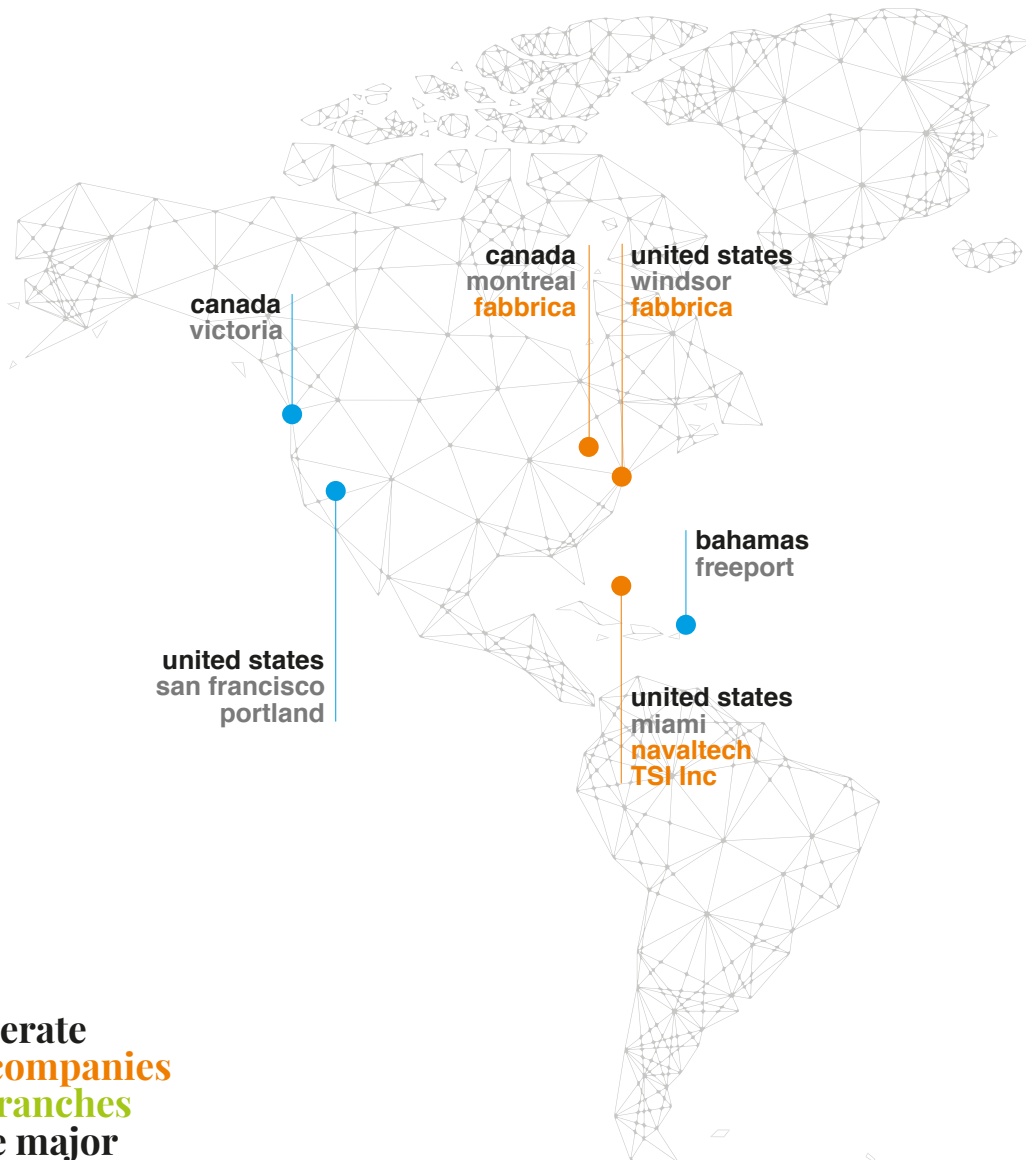 canada
montreal
fabbrica
united states
windsor
fabbrica
canada
victoria
bahamas
freeport
united states
san francisco
portland
united states
miami
navaltech
TSI Inc
erate
companies
ranches
e major